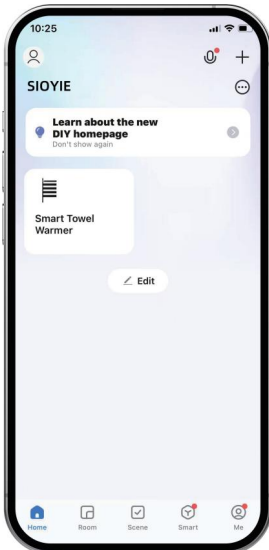 10:25
SIOYIE
Learn about the new
DIY homepage
Don't show again
Smart Towel
Warmer
Edit
Home Room Scene Smart Me